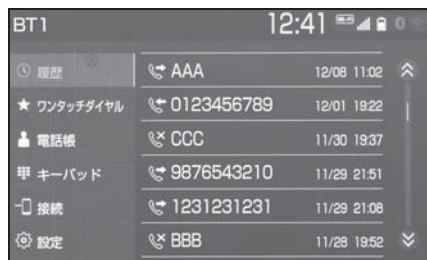 BT1 12:41 Wi-Fi
履歴
ワンタッチダイヤル
電話帳
キーパッド
接続
設定
AAA 12/08 11:02
0123456789 12/01 19:22
CCC 11/30 19:37
9876543210 11/29 21:51
1231231231 11/29 21:08
BBB 11/28 19:52